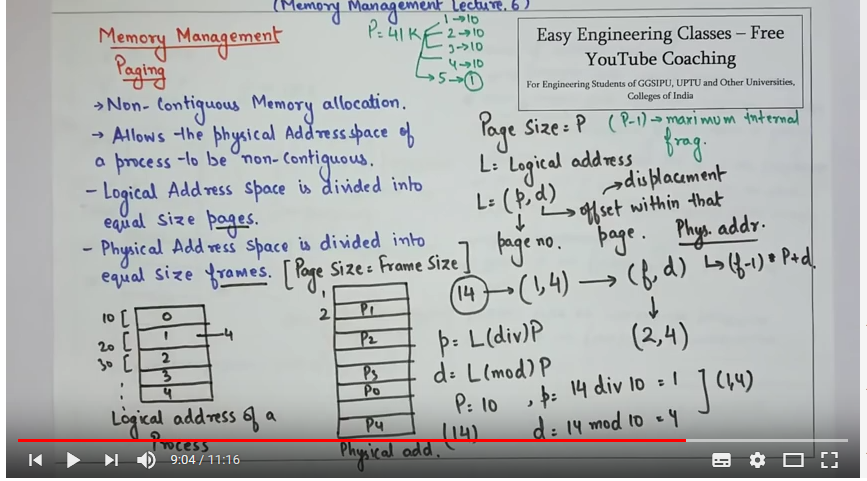 (Memory Management Lecture. 6)
Memory Management
Paging
P= 41K
1→10
2→10
3→10
4→10
5→1
Easy Engineering Classes – Free
YouTube Coaching
For Engineering Students of GGSIPU, UPTU and Other Universities,
Colleges of India
→ Non-Contiguous Memory allocation.
→ Allows the physical Address space of
a process to be non-contiguous.
- Logical Address space is divided into
equal size pages.
- Physical Address space is divided into
equal size frames. [Page Size = Frame Size]
Page Size = P (P-1) → maximum internal
frag.
L= Logical address
L= (p,d)
→ displacement
→ offset within that
page.
page no.
Phys. addr.
14 → (1,4) → (f,d) ↳ (f-1) * P+d
(2,4)
p= L(div)P
d= L(mod)P
P=10 , p= 14 div 10 = 1
(14) d= 14 mod 10 = 4
(1,4)
10 [ 0
20 [ 1 4
30 [ 2
3
4
Logical address of a
Process
1
2 P1
P2
P3
P0
P4
Physical add.
9:04 / 11:16